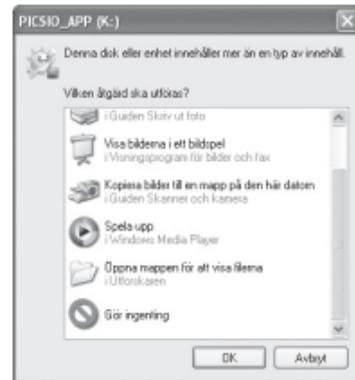 PICSIO_APP (K:)
Denna disk eller enhet innehåller mer än en typ av innehåll.
Vilken åtgärd ska utföras?
i Guiden Skriv ut foto
Visa bilderna i ett bildspel
i Visningsprogram för bilder och fax
Kopiera bilder till en mapp på den här datorn
i Guiden Skanner och kamera
Spela upp
i Windows Media Player
Öppna mappen för att visa filerna
i Utforskaren
Gör ingenting
OK
Avbryt